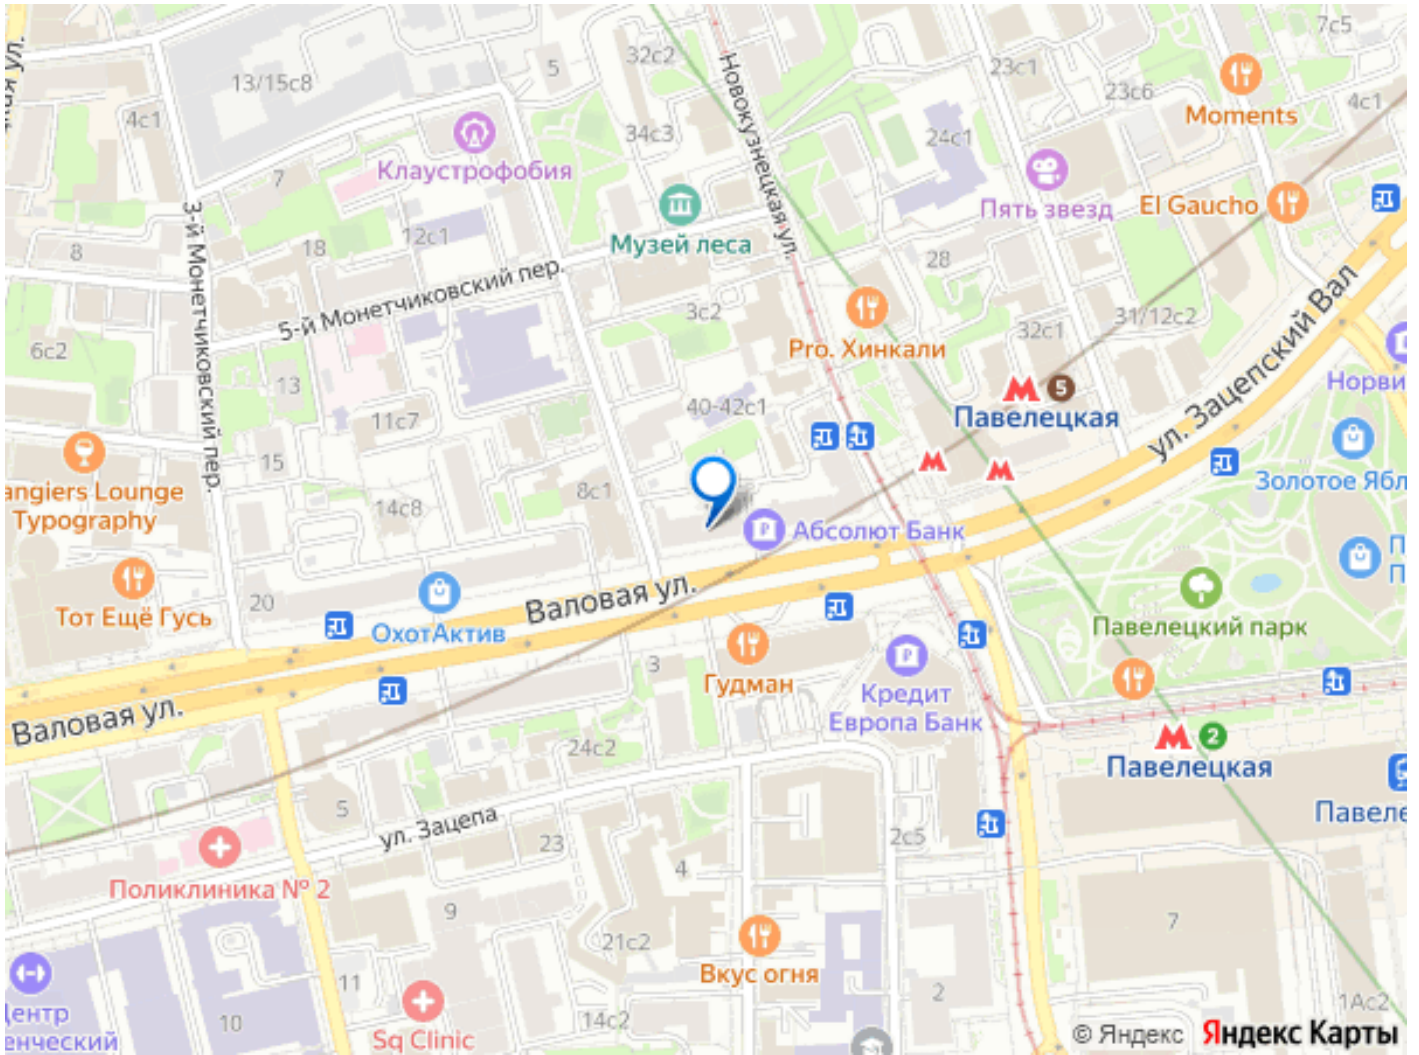 7с5
32с2
5
23с1
13/15с8
23с6
4с1
4с1
Moments
34с3
24с1
Новокузнецкая ул.
Клаустрофобия
7
Пять звезд
El Gaucho
3-й Монетчиковский пер.
12с1
18
8
Музей леса
28
5-й Монетчиковский пер.
3с2
31/12с2
32с1
6с2
Pro. Хинкали
ул. Зацепский Вал
13
Норви
5
Павелецкая
40-42с1
11с7
15
angiers Lounge
Typography
8с1
14с8
Золотое Ябл
Абсолют Банк
П
П
Валовая ул.
20
Тот Ещё Гусь
ОхотАктив
Павелецкий парк
3
Гудман
Кредит
Европа Банк
Валовая ул.
24с2
2
Павелецкая
5
ул. Зацепа
23
2с5
Павеле
4
Поликлиника № 2
9
7
21с2
Вкус огня
11
2
1Ас2
Центр
енческий
10
14с2
Sq Clinic
© Яндекс Яндекс Карты